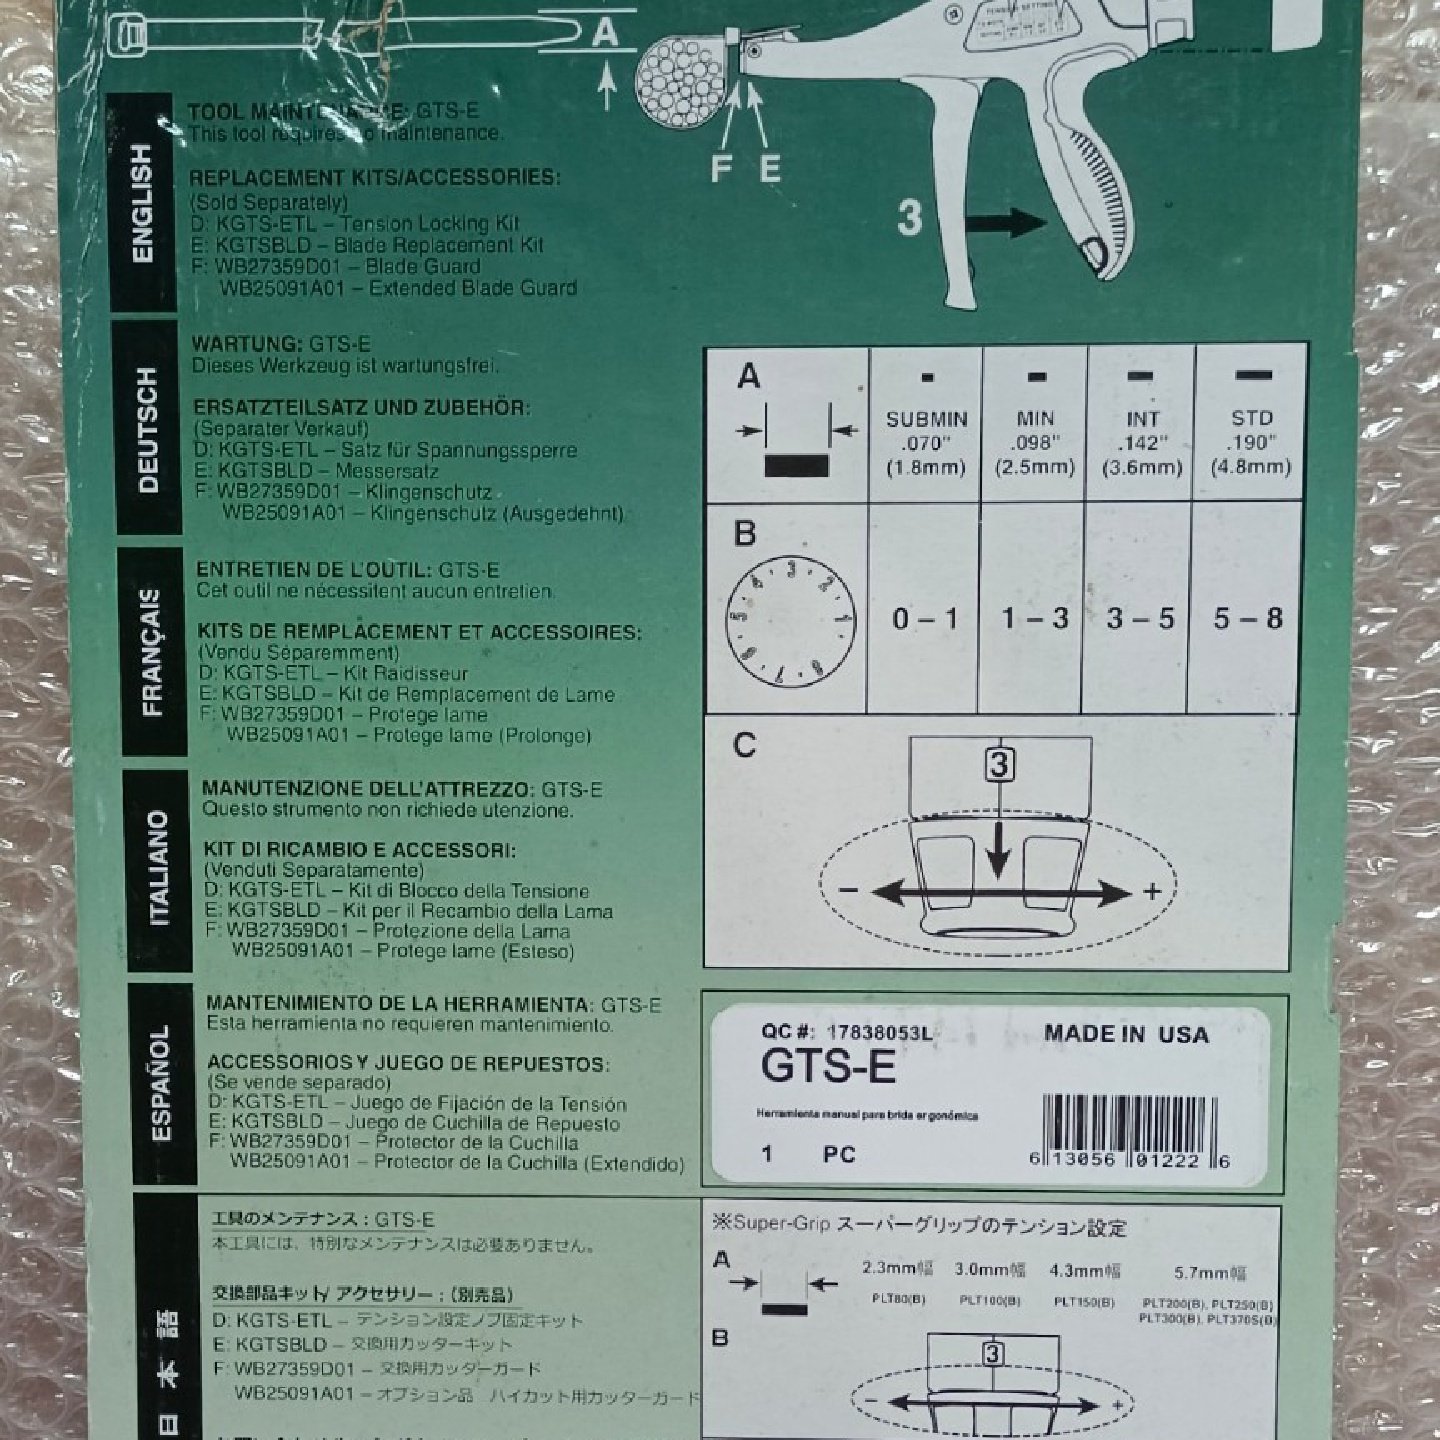 A
F E
3
ENGLISH
TOOL MAINTENANCE: GTS-E
This tool requires no maintenance.
REPLACEMENT KITS/ACCESSORIES:
(Sold Separately)
D: KGTS-ETL – Tension Locking Kit
E: KGTSBLD – Blade Replacement Kit
F: WB27359D01 – Blade Guard
WB25091A01 – Extended Blade Guard
DEUTSCH
WARTUNG: GTS-E
Dieses Werkzeug ist wartungsfrei.
ERSATZTEILSATZ UND ZUBEHÖR:
(Separater Verkauf)
D: KGTS-ETL – Satz für Spannungssperre
E: KGTSBLD – Messersatz
F: WB27359D01 – Klingenschutz
WB25091A01 – Klingenschutz (Ausgedehnt)
FRANÇAIS
ENTRETIEN DE L'OUTIL: GTS-E
Cet outil ne nécessitent aucun entretien.
KITS DE REMPLACEMENT ET ACCESSOIRES:
(Vendu Séparemment)
D: KGTS-ETL – Kit Raidisseur
E: KGTSBLD – Kit de Remplacement de Lame
F: WB27359D01 – Protege lame
WB25091A01 – Protege lame (Prolonge)
ITALIANO
MANUTENZIONE DELL'ATTREZZO: GTS-E
Questo strumento non richiede utenzione.
KIT DI RICAMBIO E ACCESSORI:
(Venduti Separatamente)
D: KGTS-ETL – Kit di Blocco della Tensione
E: KGTSBLD – Kit per il Recambio della Lama
F: WB27359D01 – Protezione della Lama
WB25091A01 – Protege lame (Esteso)
ESPAÑOL
MANTENIMIENTO DE LA HERRAMIENTA: GTS-E
Esta herramienta no requieren mantenimiento.
ACCESSORIOS Y JUEGO DE REPUESTOS:
(Se vende separado)
D: KGTS-ETL – Juego de Fijación de la Tensión
E: KGTSBLD – Juego de Cuchilla de Repuesto
F: WB27359D01 – Protector de la Cuchilla
WB25091A01 – Protector de la Cuchilla (Extendido)
日本語
工具のメンテナンス：GTS-E
本工具には、特別なメンテナンスは必要ありません。
交換部品キット/ アクセサリー：（別売品）
D: KGTS-ETL – テンション設定ノブ固定キット
E: KGTSBLD – 交換用カッターキット
F: WB27359D01 – 交換用カッターガード
WB25091A01 – オプション品 ハイカット用カッターガード
A
SUBMIN MIN INT STD
.070" .098" .142" .190"
(1.8mm) (2.5mm) (3.6mm) (4.8mm)
B
1 2 3 4 5 6 7 8
0 – 1 1 – 3 3 – 5 5 – 8
C
3
– +
QC #: 17838053L MADE IN USA
GTS-E
Herramienta manual para brida ergonómica
1 PC
6 13056 01222 6
※Super-Grip スーパーグリップのテンション設定
A
2.3mm幅 3.0mm幅 4.3mm幅 5.7mm幅
PLT80(B) PLT100(B) PLT150(B) PLT200(B), PLT250(B)
PLT300(B), PLT370S(B)
B
3
– +